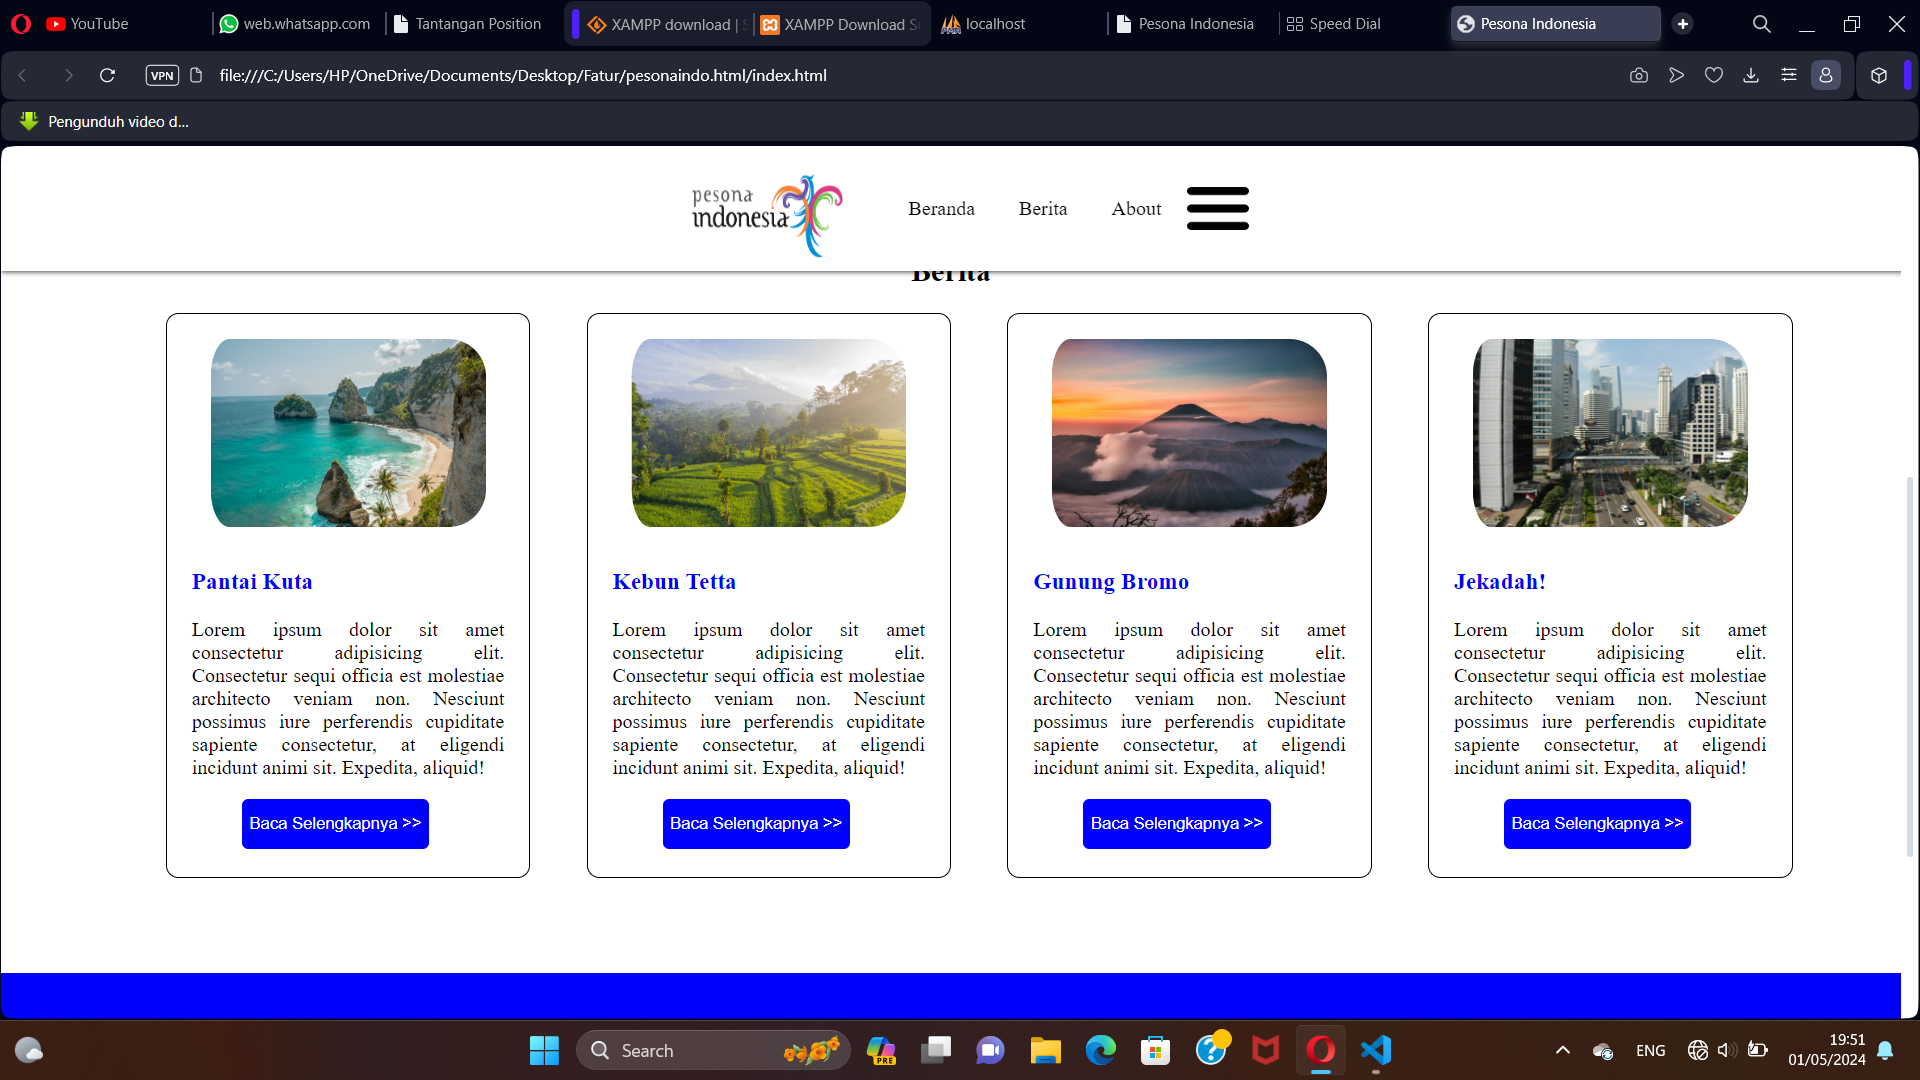 YouTube
web.whatsapp.com
Tantangan Position
XAMPP download |
XAMPP Download
localhost
Pesona Indonesia
Speed Dial
Pesona Indonesia
VPN
file:///C:/Users/HP/OneDrive/Documents/Desktop/Fatur/pesonaindo.html/index.html
Pengunduh video d...
pesona
indonesia
Beranda
Berita
About
Berita
Pantai Kuta
Lorem ipsum dolor sit amet
consectetur adipisicing elit.
Consectetur sequi officia est molestiae
architecto veniam non. Nesciunt
possimus iure perferendis cupiditate
sapiente consectetur, at eligendi
incidunt animi sit. Expedita, aliquid!
Baca Selengkapnya >>
Kebun Tetta
Lorem ipsum dolor sit amet
consectetur adipisicing elit.
Consectetur sequi officia est molestiae
architecto veniam non. Nesciunt
possimus iure perferendis cupiditate
sapiente consectetur, at eligendi
incidunt animi sit. Expedita, aliquid!
Baca Selengkapnya >>
Gunung Bromo
Lorem ipsum dolor sit amet
consectetur adipisicing elit.
Consectetur sequi officia est molestiae
architecto veniam non. Nesciunt
possimus iure perferendis cupiditate
sapiente consectetur, at eligendi
incidunt animi sit. Expedita, aliquid!
Baca Selengkapnya >>
Jekadah!
Lorem ipsum dolor sit amet
consectetur adipisicing elit.
Consectetur sequi officia est molestiae
architecto veniam non. Nesciunt
possimus iure perferendis cupiditate
sapiente consectetur, at eligendi
incidunt animi sit. Expedita, aliquid!
Baca Selengkapnya >>
Search
PRE
ENG
19:51
01/05/2024